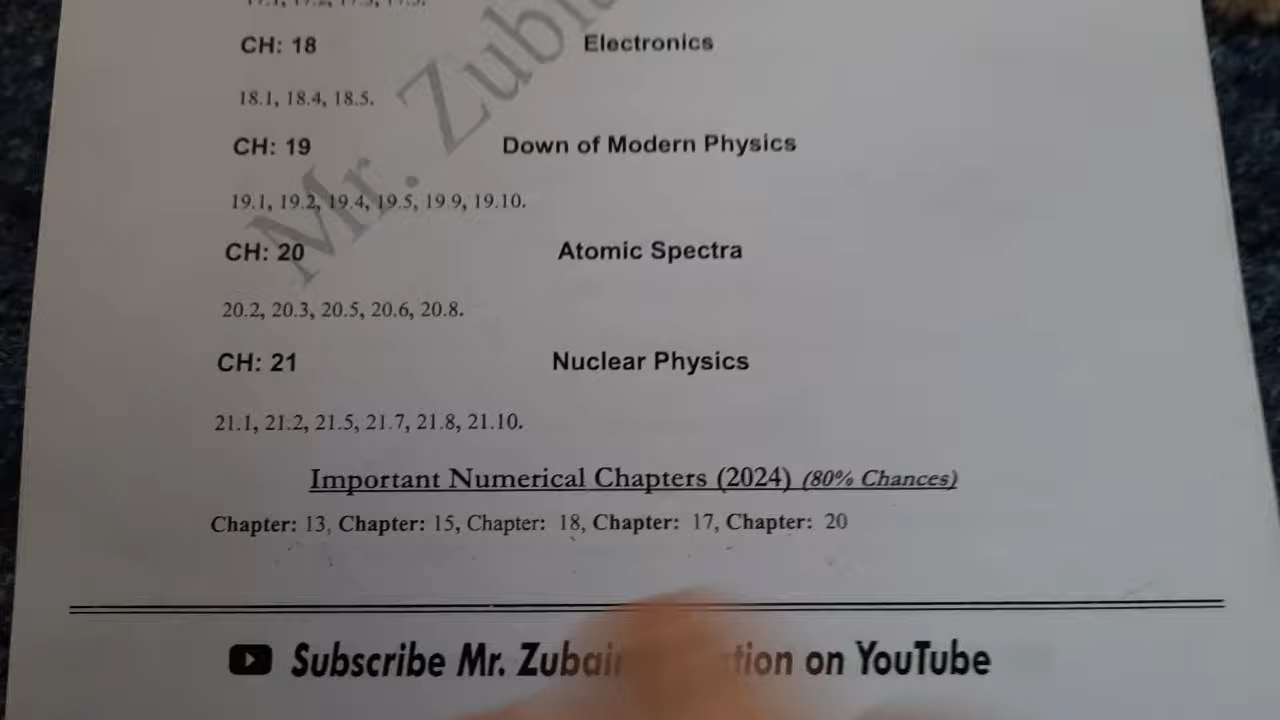 CH: 18 Electronics
18.1, 18.4, 18.5.
CH: 19 Down of Modern Physics
19.1, 19.2, 19.4, 19.5, 19 9, 19.10.
CH: 20 Atomic Spectra
20.2, 20.3, 20.5, 20.6, 20.8.
CH: 21 Nuclear Physics
21.1, 21.2, 21.5, 21.7, 21.8, 21.10.
Important Numerical Chapters (2024) (80% Chances)
Chapter: 13, Chapter: 15, Chapter: 18, Chapter: 17, Chapter: 20
Subscribe Mr. on YouTube
Mr.